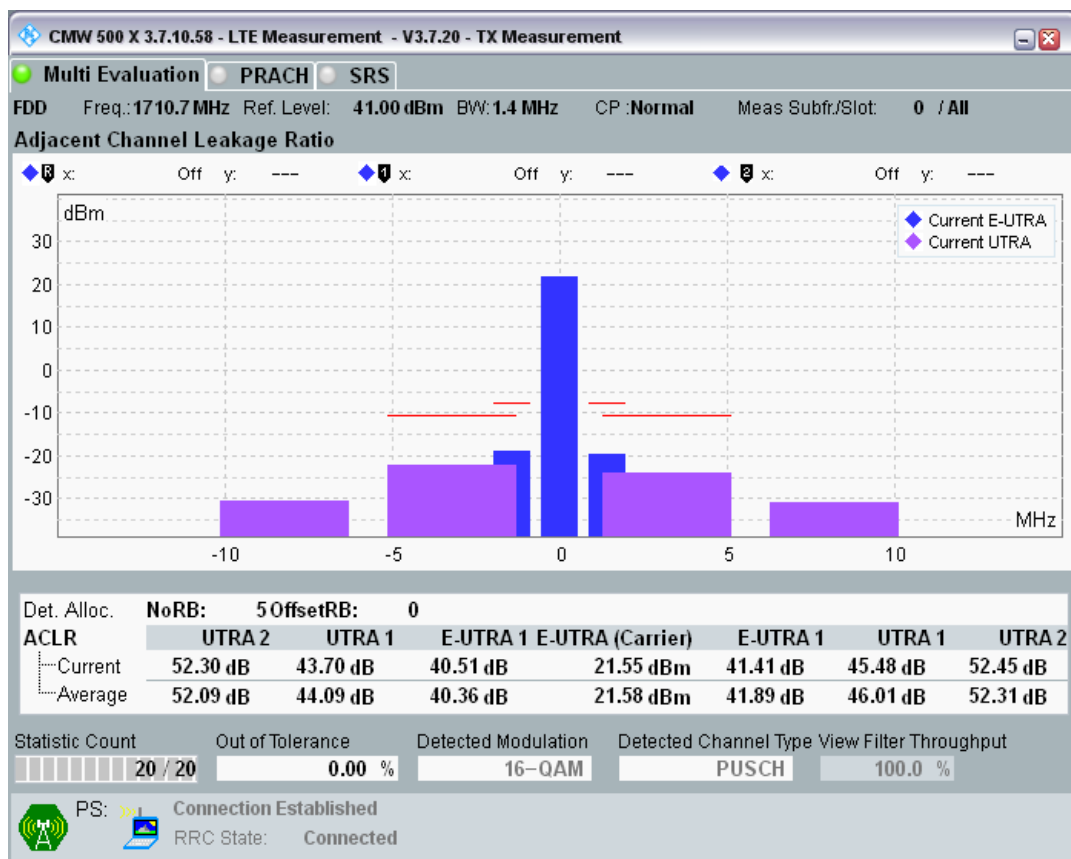 CMW 500 X 3.7.10.58 - LTE Measurement - V3.7.20 - TX Measurement
Multi Evaluation PRACH SRS
FDD Freq.: 1710.7 MHz Ref. Level: 41.00 dBm BW: 1.4 MHz CP :Normal Meas Subfr./Slot: 0 / All
Adjacent Channel Leakage Ratio
R x: Off y: --- 1 x: Off y: --- 2 x: Off y: ---
dBm
Current E-UTRA
Current UTRA
30
20
10
0
-10
-20
-30
MHz
-10 -5 0 5 10
Det. Alloc. NoRB: 5 OffsetRB: 0
ACLR UTRA 2 UTRA 1 E-UTRA 1 E-UTRA (Carrier) E-UTRA 1 UTRA 1 UTRA 2
Current 52.30 dB 43.70 dB 40.51 dB 21.55 dBm 41.41 dB 45.48 dB 52.45 dB
Average 52.09 dB 44.09 dB 40.36 dB 21.58 dBm 41.89 dB 46.01 dB 52.31 dB
Statistic Count Out of Tolerance Detected Modulation Detected Channel Type View Filter Throughput
20 / 20 0.00 % 16-QAM PUSCH 100.0 %
PS: Connection Established
RRC State: Connected